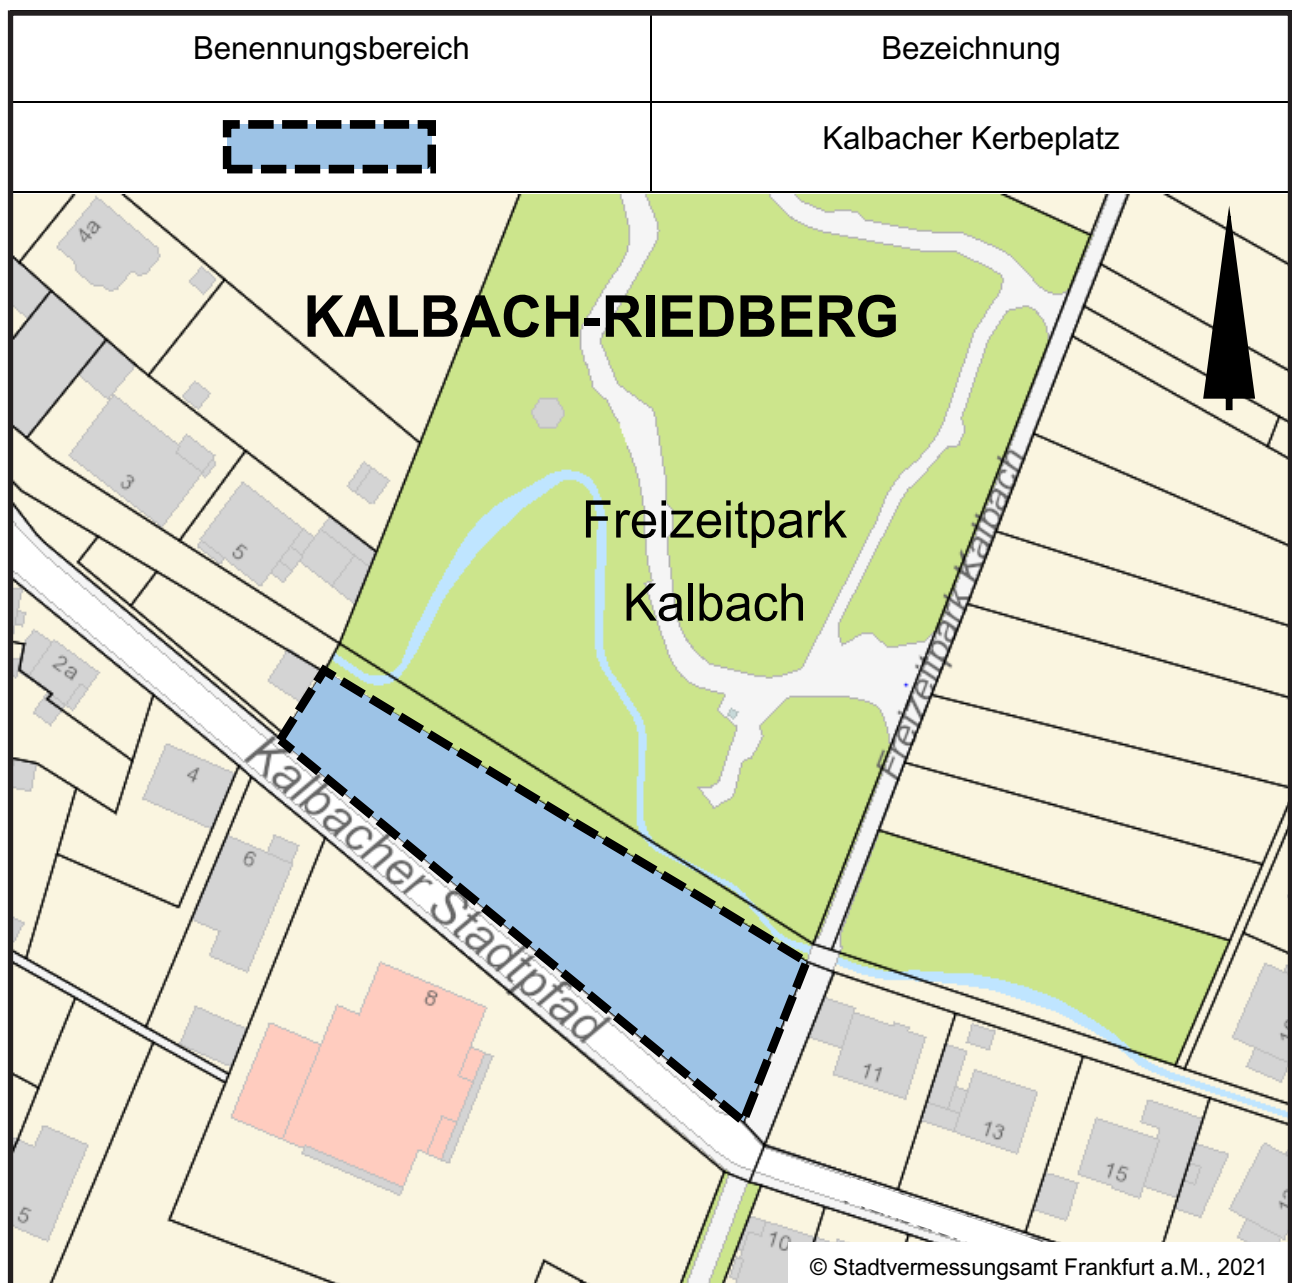 Benennungsbereich
Bezeichnung
Kalbacher Kerbeplatz
4a
KALBACH-RIEDBERG
3
Freizeitpark
Kalbach
Freizeitpark Kalbach
5
2a
4
Kalbacher Stadtpfad
6
8
11
13
15
5
10
© Stadtvermessungsamt Frankfurt a.M., 2021